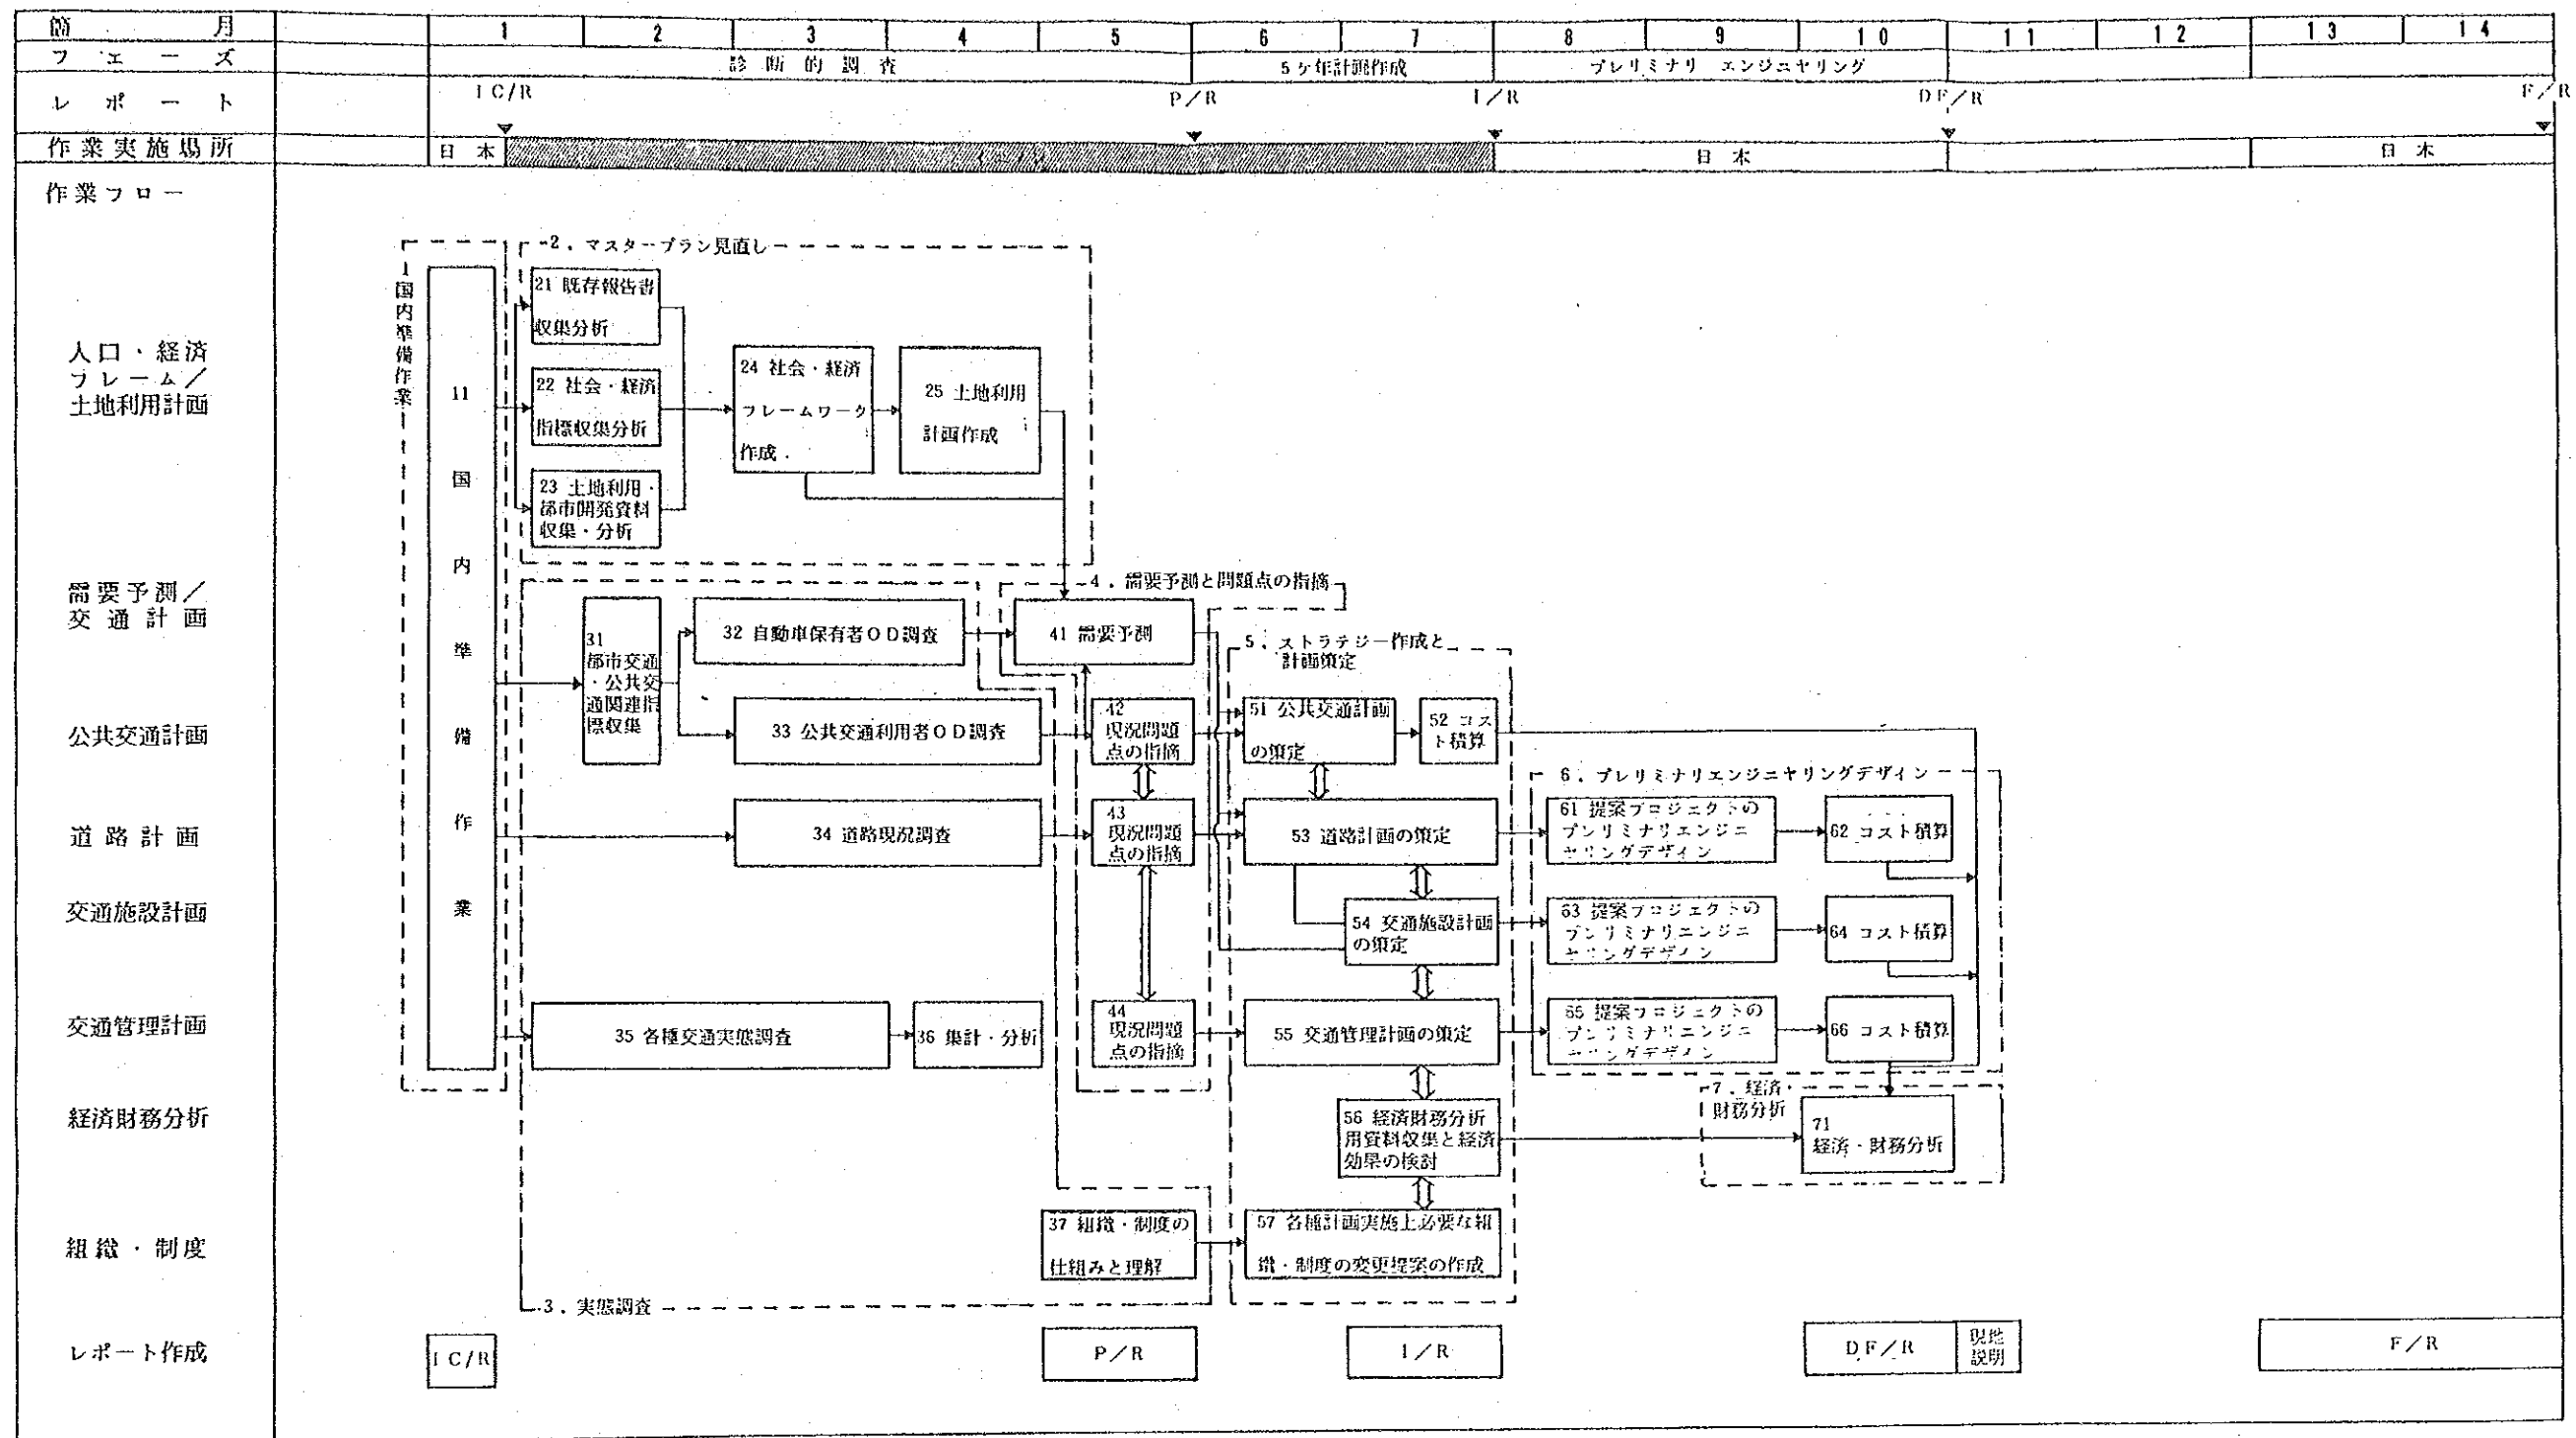 箇月 1 2 3 4 5 6 7 8 9 10 11 12 13 14
フェーズ 診断的調査 5ヶ年計画作成 プレリミナリ エンジニヤリング
レポート IC/R P/R I/R DF/R F/R
作業実施場所 日本 日本 日本
作業フロー
人口・経済
フレーム/
土地利用計画
需要予測/
交通計画
公共交通計画
道路計画
交通施設計画
交通管理計画
経済財務分析
組織・制度
レポート作成
1国内準備作業
11国内準備作業
2.マスタープラン見直し
21 既存報告書
収集分析
22 社会・経済
指標収集分析
23 土地利用・
都市開発資料
収集・分析
24 社会・経済
フレームワーク
作成
25 土地利用
計画作成
31
都市交通
・公共交
通関連指
標収集
32 自動車保有者OD調査
33 公共交通利用者OD調査
34 道路現況調査
35 各種交通実態調査
36 集計・分析
37 組織・制度の
仕組みと理解
3.実態調査
4.需要予測と問題点の指摘
41 需要予測
42
現況問題
点の指摘
43
現況問題
点の指摘
44
現況問題
点の指摘
5.ストラテジー作成と
計画策定
51 公共交通計画
の策定
52 コス
ト積算
53 道路計画の策定
54 交通施設計画
の策定
55 交通管理計画の策定
56 経済財務分析
用資料収集と経済
効果の検討
57 各種計画実施上必要な組
織・制度の変更提案の作成
6.プレリミナリエンジニヤリングデザイン
61 提案プロジェクトの
プレリミナリエンジニ
ヤリングデザイン
62 コスト積算
63 提案プロジェクトの
プレリミナリエンジニ
ヤリングデザイン
64 コスト積算
65 提案プロジェクトの
プレリミナリエンジニ
ヤリングデザイン
66 コスト積算
7.経済
財務分析
71
経済・財務分析
IC/R
P/R
I/R
DF/R
現地
説明
F/R